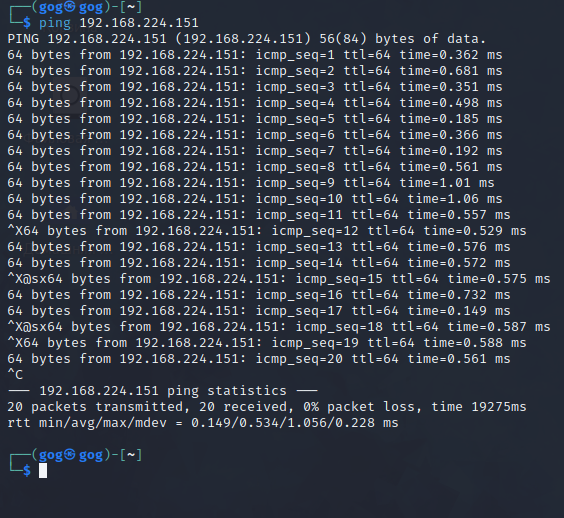 ┌──(gog㉿gog)-[~]
└─$ ping 192.168.224.151
PING 192.168.224.151 (192.168.224.151) 56(84) bytes of data.
64 bytes from 192.168.224.151: icmp_seq=1 ttl=64 time=0.362 ms
64 bytes from 192.168.224.151: icmp_seq=2 ttl=64 time=0.681 ms
64 bytes from 192.168.224.151: icmp_seq=3 ttl=64 time=0.351 ms
64 bytes from 192.168.224.151: icmp_seq=4 ttl=64 time=0.498 ms
64 bytes from 192.168.224.151: icmp_seq=5 ttl=64 time=0.185 ms
64 bytes from 192.168.224.151: icmp_seq=6 ttl=64 time=0.366 ms
64 bytes from 192.168.224.151: icmp_seq=7 ttl=64 time=0.192 ms
64 bytes from 192.168.224.151: icmp_seq=8 ttl=64 time=0.561 ms
64 bytes from 192.168.224.151: icmp_seq=9 ttl=64 time=1.01 ms
64 bytes from 192.168.224.151: icmp_seq=10 ttl=64 time=1.06 ms
64 bytes from 192.168.224.151: icmp_seq=11 ttl=64 time=0.557 ms
^X64 bytes from 192.168.224.151: icmp_seq=12 ttl=64 time=0.529 ms
64 bytes from 192.168.224.151: icmp_seq=13 ttl=64 time=0.576 ms
64 bytes from 192.168.224.151: icmp_seq=14 ttl=64 time=0.572 ms
^X@sx64 bytes from 192.168.224.151: icmp_seq=15 ttl=64 time=0.575 ms
64 bytes from 192.168.224.151: icmp_seq=16 ttl=64 time=0.732 ms
64 bytes from 192.168.224.151: icmp_seq=17 ttl=64 time=0.149 ms
^X@sx64 bytes from 192.168.224.151: icmp_seq=18 ttl=64 time=0.587 ms
^X64 bytes from 192.168.224.151: icmp_seq=19 ttl=64 time=0.588 ms
64 bytes from 192.168.224.151: icmp_seq=20 ttl=64 time=0.561 ms
^C
--- 192.168.224.151 ping statistics ---
20 packets transmitted, 20 received, 0% packet loss, time 19275ms
rtt min/avg/max/mdev = 0.149/0.534/1.056/0.228 ms
┌──(gog㉿gog)-[~]
└─$